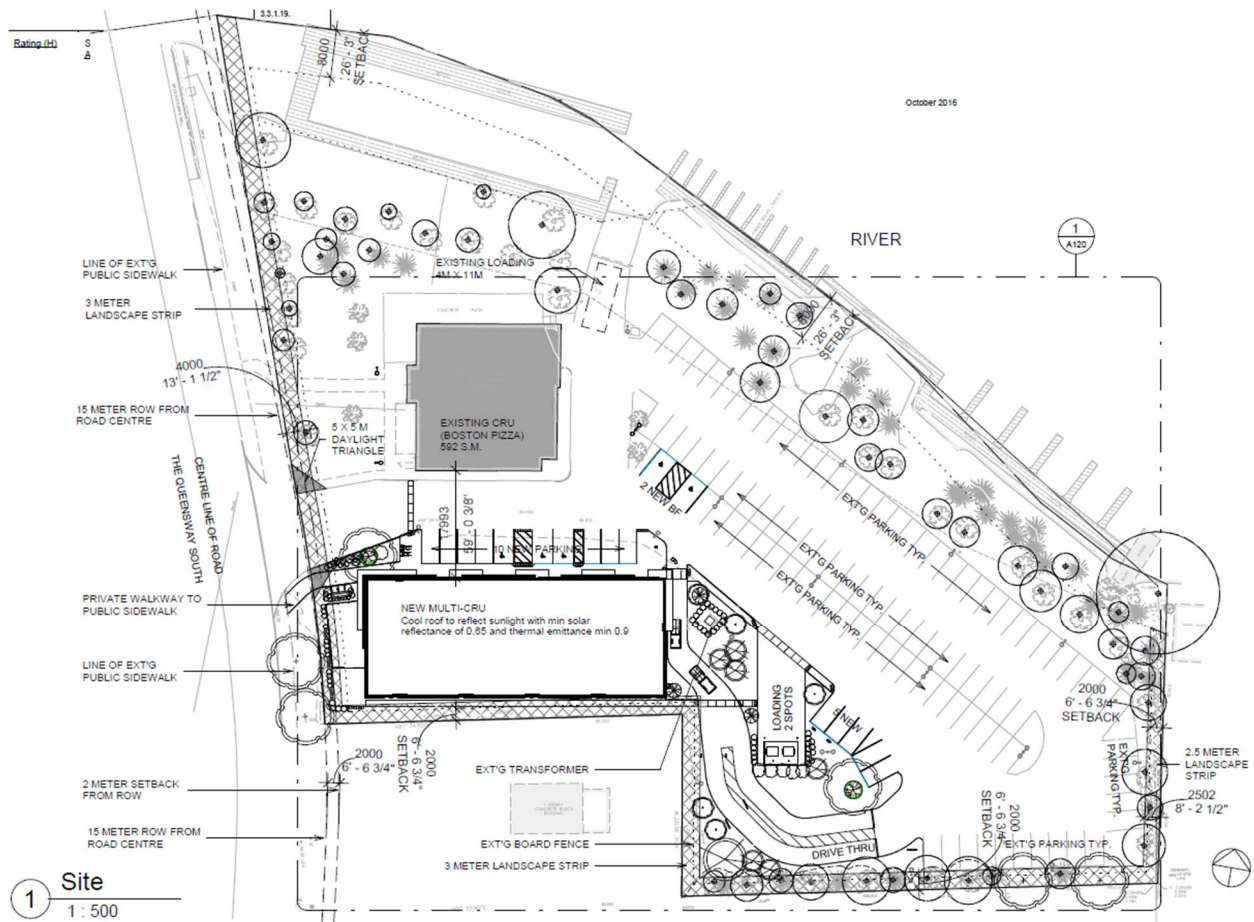 3.3.1.19.
Rating (H)
S
A
8000
26' - 3"
SETBACK
October 2016
RIVER
1
A120
LINE OF EXT'G
PUBLIC SIDEWALK
EXISTING LOADING
4M X 11M
3 METER
LANDSCAPE STRIP
8000
26' - 3"
SETBACK
4000
13' - 1 1/2"
15 METER ROW FROM
ROAD CENTRE
5 X 5 M
DAYLIGHT
TRIANGLE
EXISTING CRU
(BOSTON PIZZA)
592 S.M.
CENTRE LINE OF ROAD
THE QUEENSWAY SOUTH
2 NEW BF
EXT'G PARKING TYP.
EXT'G PARKING TYP.
EXT'G PARKING TYP.
17993
59' - 0 3/8"
10 NEW PARKING
PRIVATE WALKWAY TO
PUBLIC SIDEWALK
NEW MULTI-CRU
Cool roof to reflect sunlight with min solar
reflectance of 0.65 and thermal emittance min 0.9
LINE OF EXT'G
PUBLIC SIDEWALK
LOADING
2 SPOTS
5 NEW
2000
6' - 6 3/4"
SETBACK
2000
6' - 6 3/4"
2000
6' - 6 3/4"
SETBACK
EXT'G
PARKING TYP.
2.5 METER
LANDSCAPE
STRIP
2502
8' - 2 1/2"
2 METER SETBACK
FROM ROW
EXT'G TRANSFORMER
2000
6' - 6 3/4"
SETBACK
15 METER ROW FROM
ROAD CENTRE
EXT'G BOARD FENCE
DRIVE THRU
EXT'G PARKING TYP.
3 METER LANDSCAPE STRIP
1
Site
1 : 500